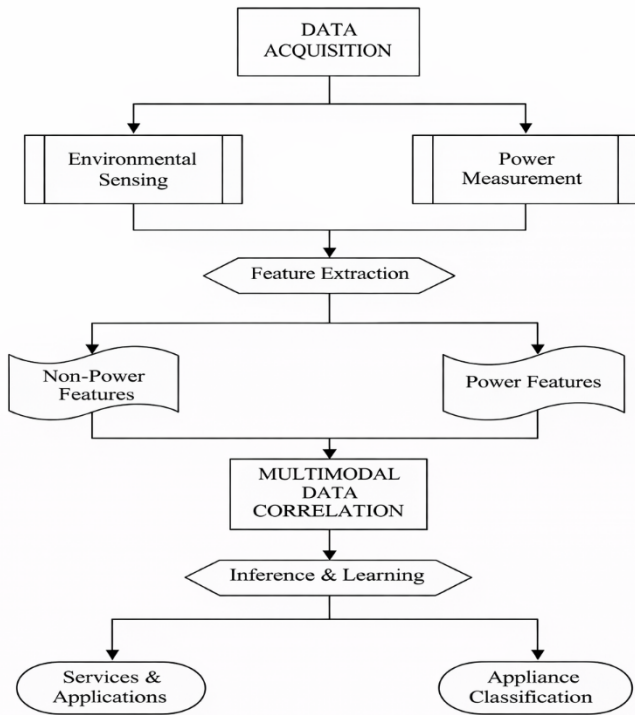 DATA
ACQUISITION
Environmental
Sensing
Power
Measurement
Feature Extraction
Non-Power
Features
Power Features
MULTIMODAL
DATA
CORRELATION
Inference & Learning
Services &
Applications
Appliance
Classification